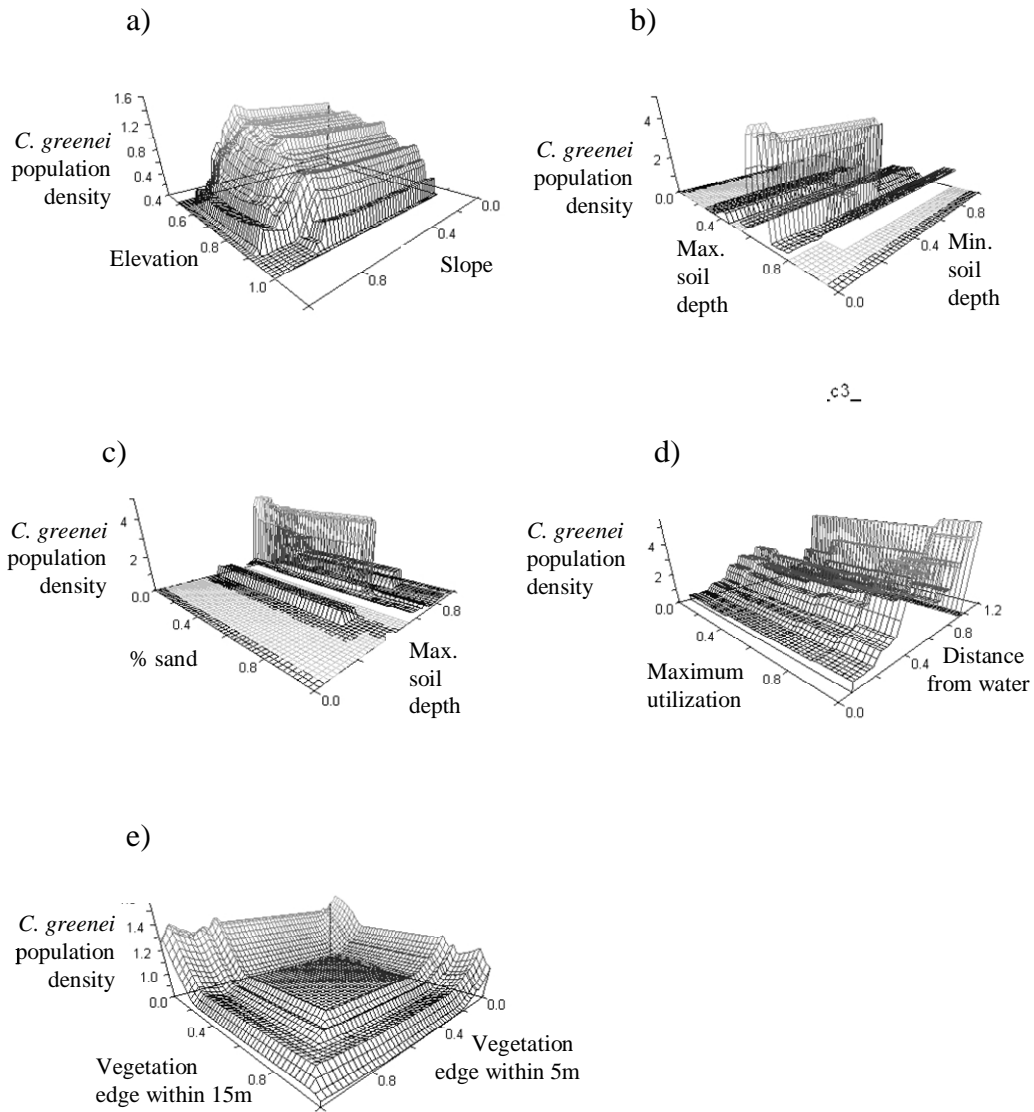 a)
C. greenei
population
density
1.6
1.2
0.8
0.4
0.4
0.6
0.8
1.0
Elevation
0.0
0.4
0.8
Slope
b)
C. greenei
population
density
4
2
0.0
0.4
0.8
Max.
soil
depth
0.8
0.4
0.0
Min.
soil
depth
c3_
c)
C. greenei
population
density
4
2
0.0
0.4
0.8
% sand
0.8
0.0
Max.
soil
depth
d)
C. greenei
population
density
4
2
0.0
0.4
0.8
Maximum
utilization
1.2
0.8
0.4
0.0
Distance
from water
e)
C. greenei
population
density
1.4
1.2
1.0
0.0
0.4
0.8
Vegetation
edge within 15m
0.0
0.4
0.8
Vegetation
edge within 5m